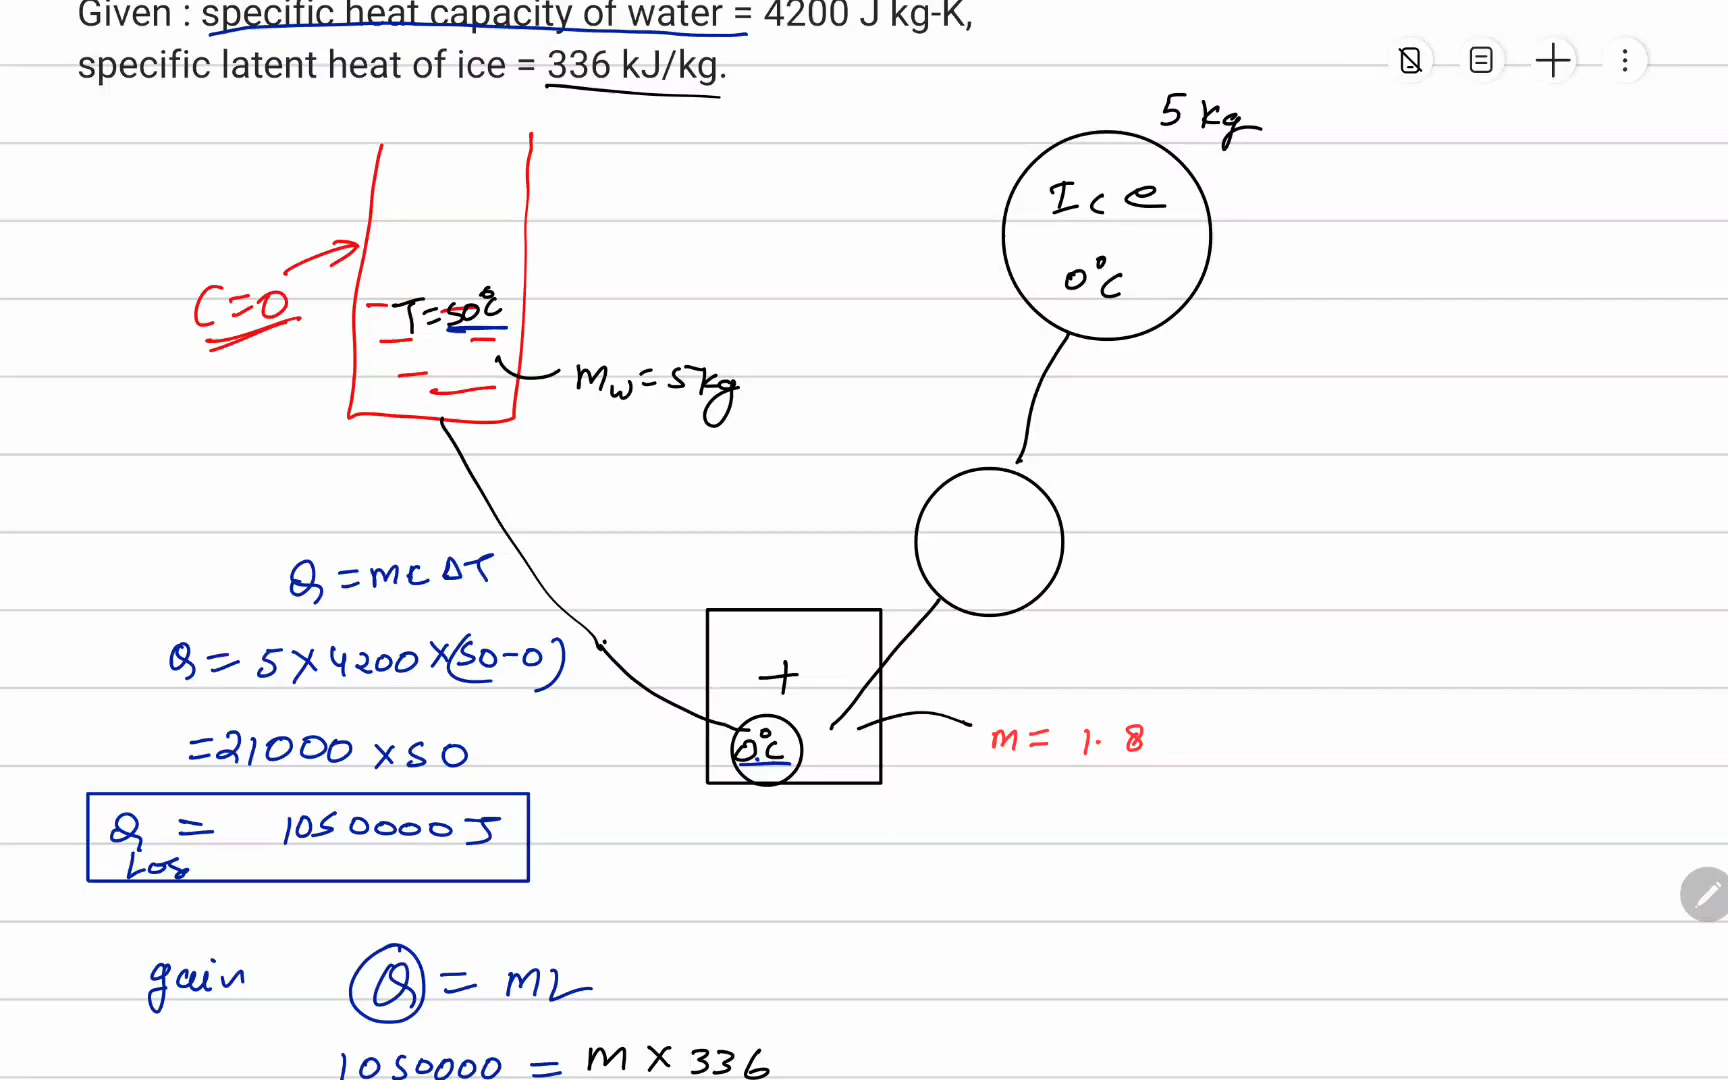 Given : specific heat capacity of water = 4200 J kg-K,
specific latent heat of ice = 336 kJ/kg.
5 kg
Ice
0°C
C=0
T=50°C
mw=5kg
Q=mcΔT
Q=5×4200×(50-0)
=21000×50
+
0°C
m= 1.8
Q = 1050000J
Los
gain Q = mL
1050000 = m × 336